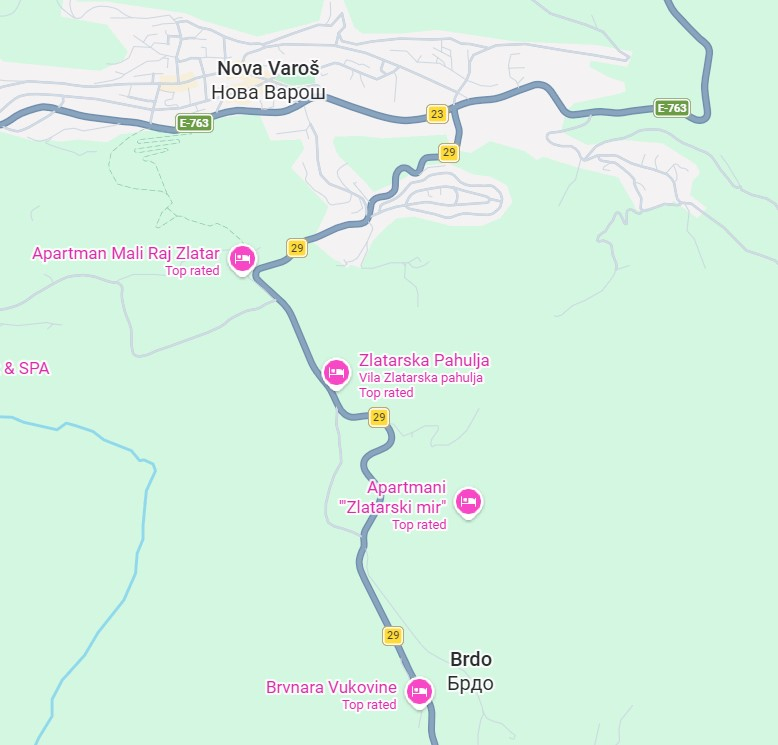 Nova Varoš
Нова Варош
E-763
23
E-763
29
29
Apartman Mali Raj Zlatar
Top rated
& SPA
Zlatarska Pahulja
Vila Zlatarska pahulja
Top rated
29
Apartmani
"'Zlatarski mir"
Top rated
29
Brdo
Брдо
Brvnara Vukovine
Top rated